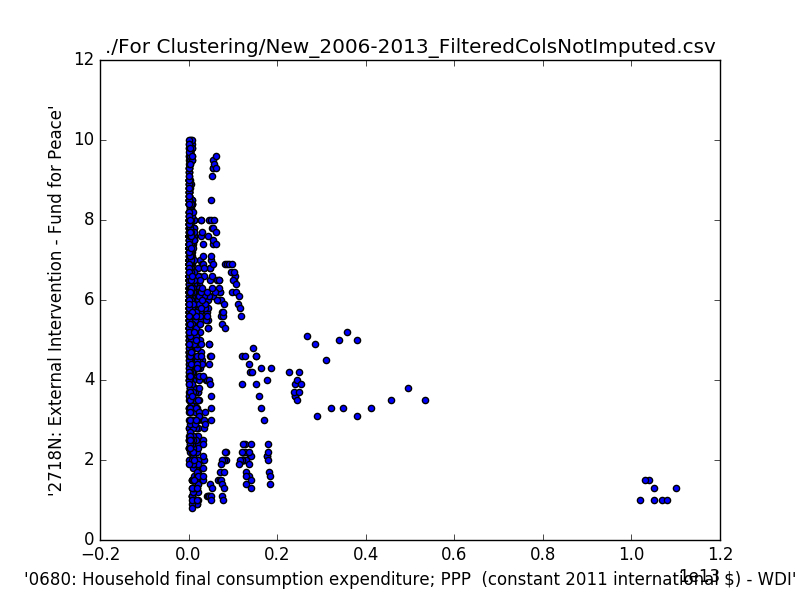 ./For Clustering/New_2006-2013_FilteredColsNotImputed.csv
12
10
8
6
4
2
0
'2718N: External Intervention - Fund for Peace'
−0.2 0.0 0.2 0.4 0.6 0.8 1.0 1.2
1e13
'0680: Household final consumption expenditure; PPP  (constant 2011 international $) - WDI'